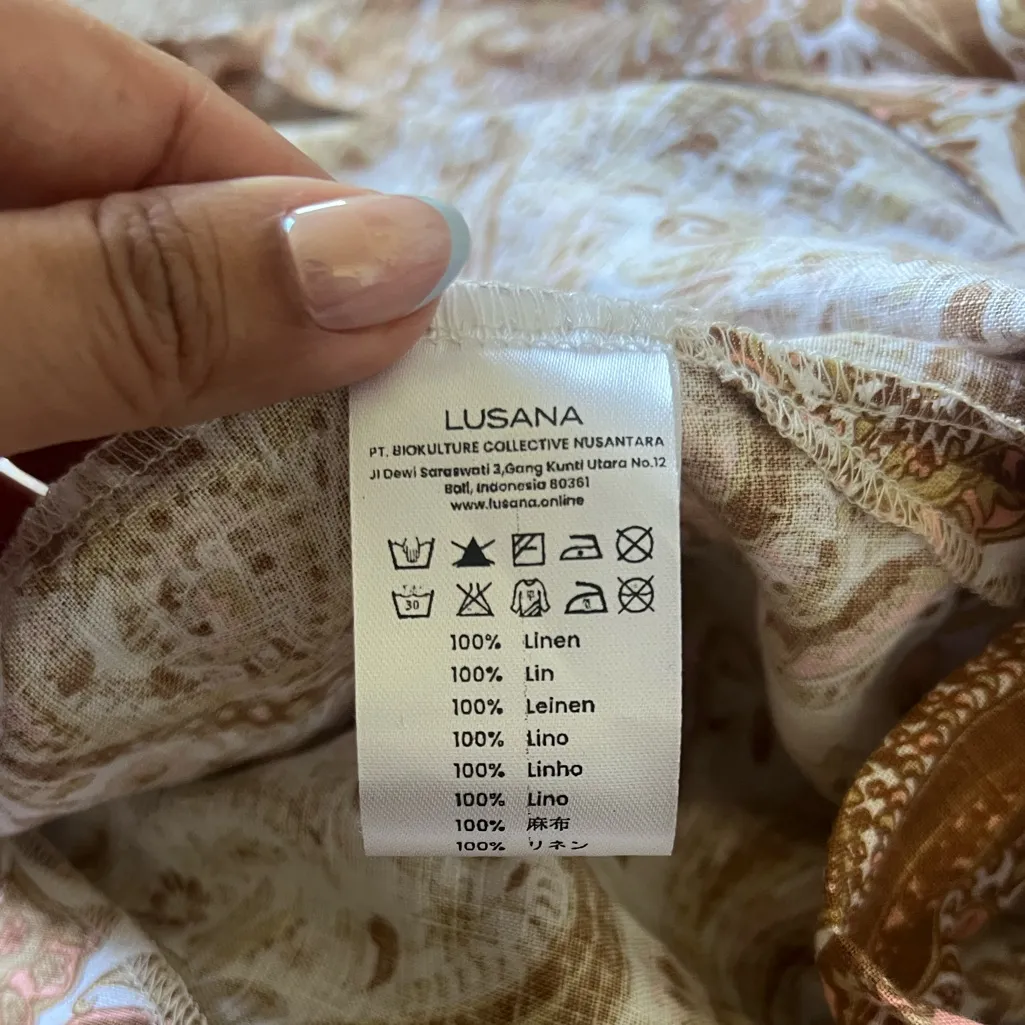 LUSANA
PT. BIOKULTURE COLLECTIVE NUSANTARA
Jl Dewi Saraswati 3,Gang Kunti Utara No.12
Bali, Indonesia 80361
www.lusana.online
30
100% Linen
100% Lin
100% Leinen
100% Lino
100% Linho
100% Lino
100% 麻布
100% リネン